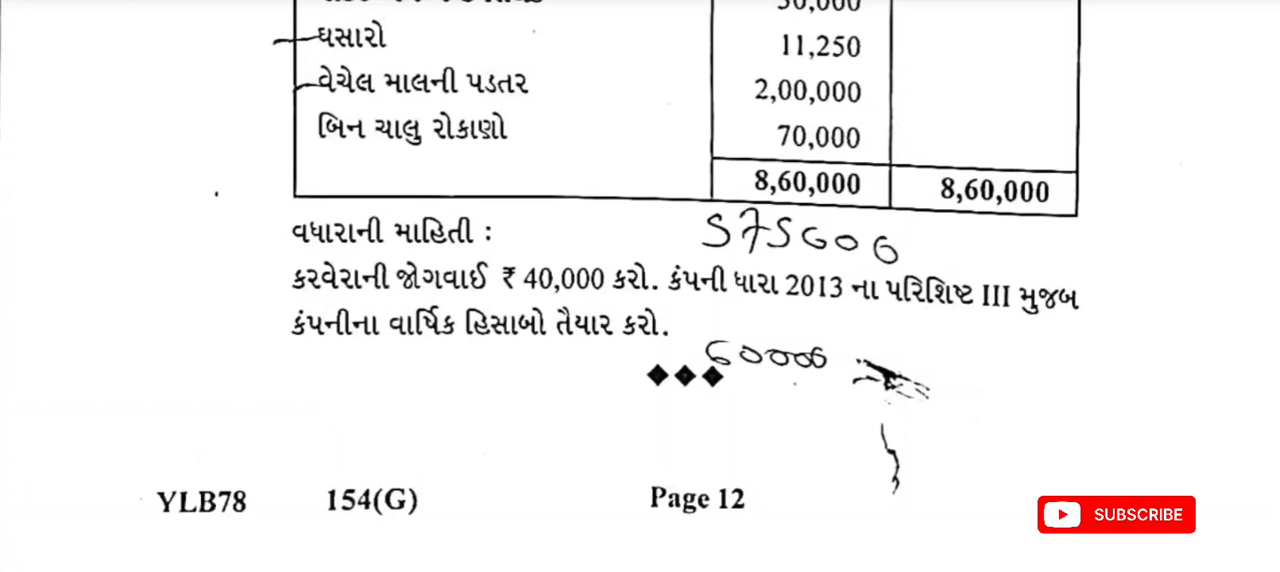 ઘસારો 11,250
વેચેલ માલની પડતર 2,00,000
બિન ચાલુ રોકાણો 70,000
8,60,000 8,60,000
વધારાની માહિતી :
કરવેરાની જોગવાઈ ₹ 40,000 કરો. કંપની ધારા 2013 ના પરિશિષ્ટ III મુજબ
કંપનીના વાર્ષિક હિસાબો તૈયાર કરો.
YLB78 154(G) Page 12
SUBSCRIBE